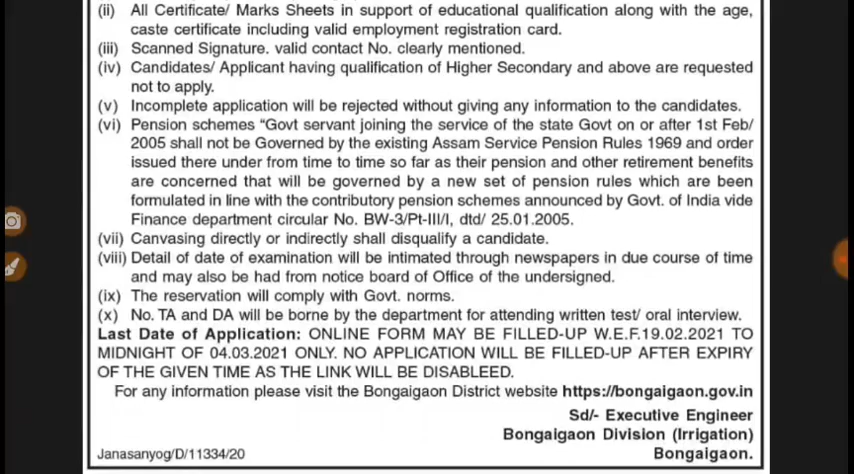 (ii) All Certificate/ Marks Sheets in support of educational qualification along with the age,
caste certificate including valid employment registration card.
(iii) Scanned Signature. valid contact No. clearly mentioned.
(iv) Candidates/ Applicant having qualification of Higher Secondary and above are requested
not to apply.
(v) Incomplete application will be rejected without giving any information to the candidates.
(vi) Pension schemes “Govt servant joining the service of the state Govt on or after 1st Feb/
2005 shall not be Governed by the existing Assam Service Pension Rules 1969 and order
issued there under from time to time so far as their pension and other retirement benefits
are concerned that will be governed by a new set of pension rules which are been
formulated in line with the contributory pension schemes announced by Govt. of India vide
Finance department circular No. BW-3/Pt-III/I, dtd/ 25.01.2005.
(vii) Canvasing directly or indirectly shall disqualify a candidate.
(viii) Detail of date of examination will be intimated through newspapers in due course of time
and may also be had from notice board of Office of the undersigned.
(ix) The reservation will comply with Govt. norms.
(x) No. TA and DA will be borne by the department for attending written test/ oral interview.
Last Date of Application: ONLINE FORM MAY BE FILLED-UP W.E.F.19.02.2021 TO
MIDNIGHT OF 04.03.2021 ONLY. NO APPLICATION WILL BE FILLED-UP AFTER EXPIRY
OF THE GIVEN TIME AS THE LINK WILL BE DISABLEED.
For any information please visit the Bongaigaon District website https://bongaigaon.gov.in
Sd/- Executive Engineer
Bongaigaon Division (Irrigation)
Janasanyog/D/11334/20 Bongaigaon.